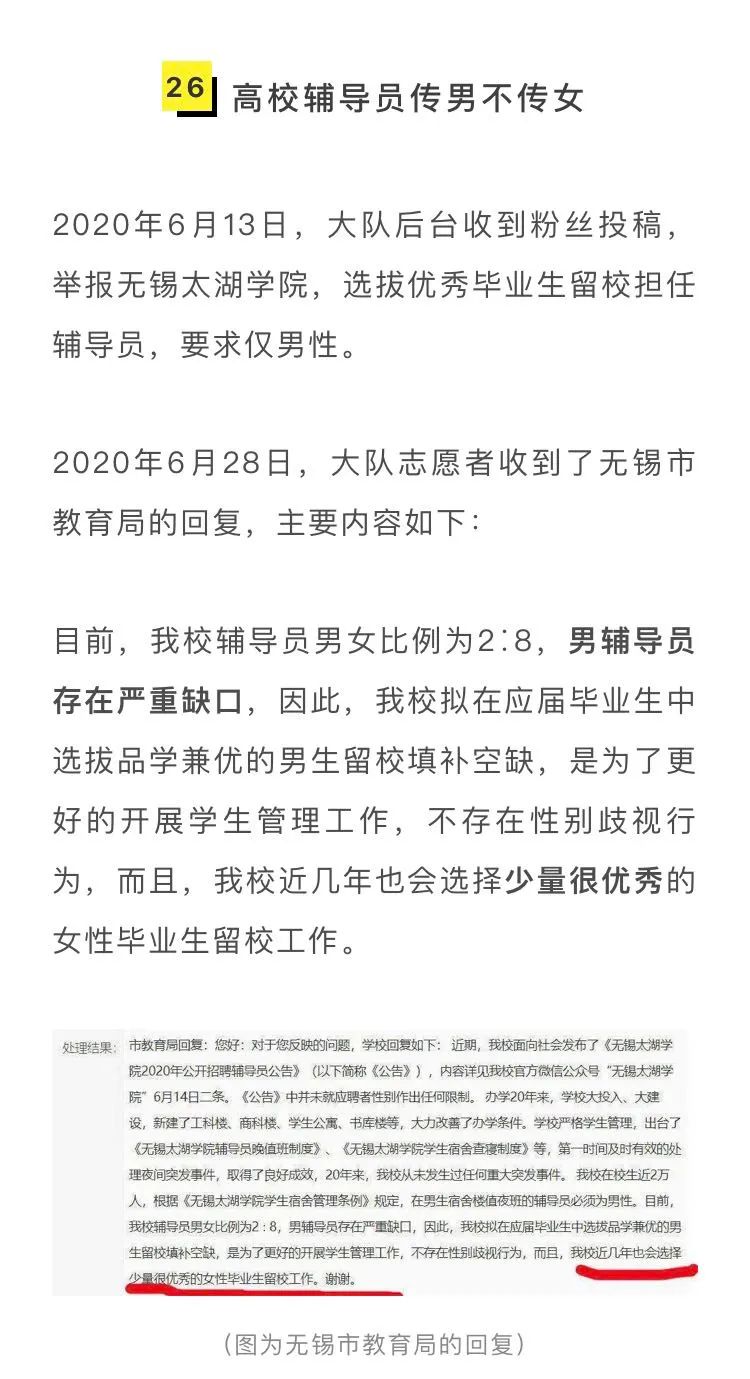 26 高校辅导员传男不传女
2020年6月13日，大队后台收到粉丝投稿，
举报无锡太湖学院，选拔优秀毕业生留校担任
辅导员，要求仅男性。
2020年6月28日，大队志愿者收到了无锡市
教育局的回复，主要内容如下：
目前，我校辅导员男女比例为2：8，男辅导员
存在严重缺口，因此，我校拟在应届毕业生中
选拔品学兼优的男生留校填补空缺，是为了更
好的开展学生管理工作，不存在性别歧视行
为，而且，我校近几年也会选择少量很优秀的
女性毕业生留校工作。
处理结果： 市教育局回复：您好：对于您反映的问题，学校回复如下： 近期，我校面向社会发布了《无锡太湖学
院2020年公开招聘辅导员公告》（以下简称《公告》），内容详见我校官方微信公众号“无锡太湖学
院”6月14日二条。《公告》中并未就应聘者性别作出任何限制。 办学20年来，学校大投入、大建
设，新建了工科楼、商科楼、学生公寓、书库楼等，大力改善了办学条件。学校严格学生管理，出台了
《无锡太湖学院辅导员晚值班制度》、《无锡太湖学院学生宿舍查寝制度》等，第一时间及时有效的处
理夜间突发事件，取得了良好成效，20年来，我校从未发生过任何重大突发事件。 我校在校生近2万
人，根据《无锡太湖学院学生宿舍管理条例》规定，在男生宿舍楼值夜班的辅导员必须为男性。目前，
我校辅导员男女比例为2：8，男辅导员存在严重缺口，因此，我校拟在应届毕业生中选拔品学兼优的男
生留校填补空缺，是为了更好的开展学生管理工作，不存在性别歧视行为，而且，我校近几年也会选择
少量很优秀的女性毕业生留校工作。谢谢。
（图为无锡市教育局的回复）